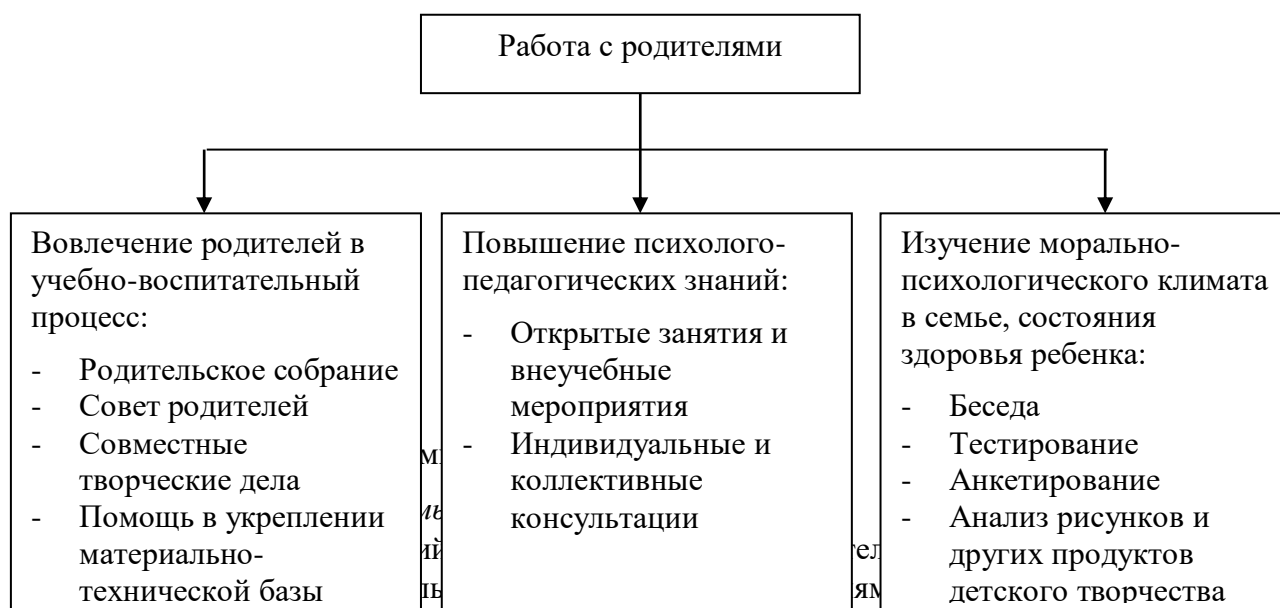 Работа с родителями
Вовлечение родителей в
учебно-воспитательный
процесс:
- Родительское собрание
- Совет родителей
- Совместные
творческие дела
- Помощь в укреплении
материально-
технической базы
Повышение психолого-
педагогических знаний:
- Открытые занятия и
внеучебные
мероприятия
- Индивидуальные и
коллективные
консультации
Изучение морально-
психологического климата
в семье, состояния
здоровья ребенка:
- Беседа
- Тестирование
- Анкетирование
- Анализ рисунков и
других продуктов
детского творчества